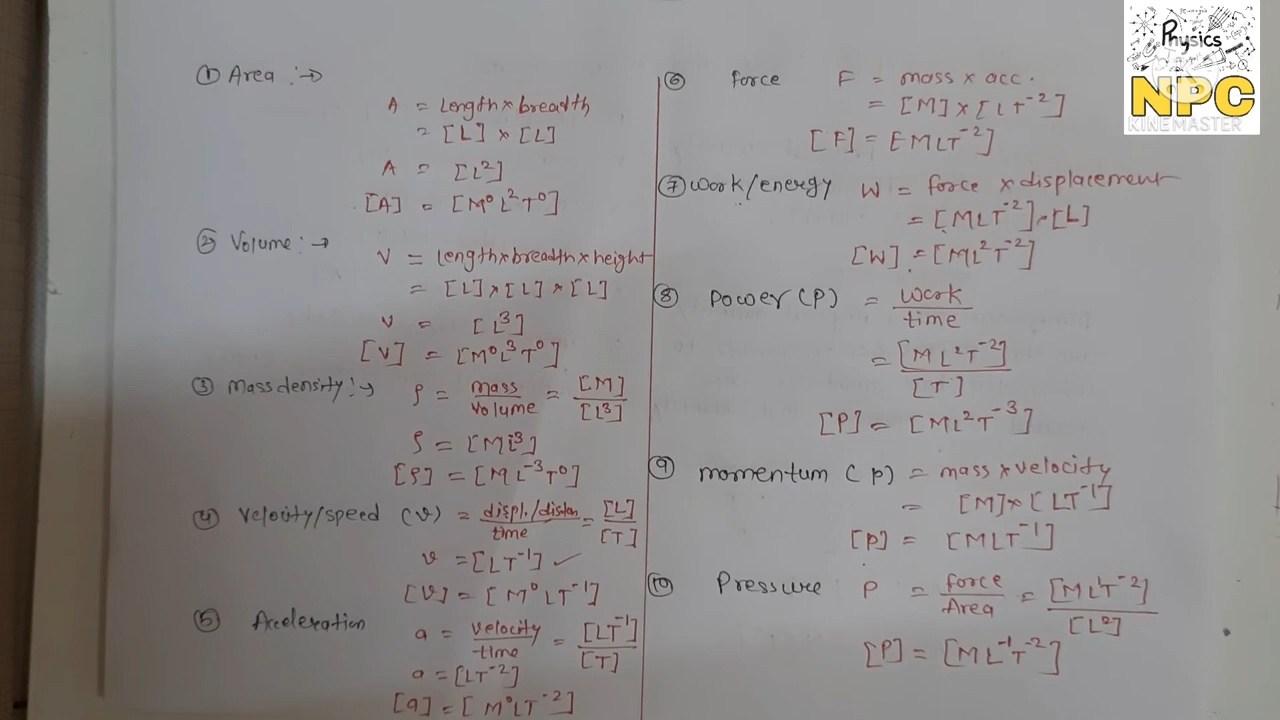 ① Area :→
A = Length × breadth
= [L] × [L]
A = [L²]
[A] = [M⁰L²T⁰]
② Volume :→
V = length×breadth×height
= [L] × [L] × [L]
V = [L³]
[V] = [M⁰L³T⁰]
③ mass density :→ ρ = mass/volume = [M]/[L³]
ρ = [ML⁻³]
[ρ] = [ML⁻³T⁰]
④ Velocity/speed (v) = displ./distan/time = [L]/[T]
v = [LT⁻¹] ✓
[v] = [M⁰LT⁻¹]
⑤ Acceleration a = velocity/time = [LT⁻¹]/[T]
a = [LT⁻²]
[a] = [M⁰LT⁻²]
⑥ force F = mass × acc.
= [M] × [LT⁻²]
[F] = [MLT⁻²]
⑦ Work/energy W = force × displacement
= [MLT⁻²]·[L]
[W] = [ML²T⁻²]
⑧ Power (P) = work/time
= [ML²T⁻²]/[T]
[P] = [ML²T⁻³]
⑨ momentum (p) = mass × velocity
= [M] × [LT⁻¹]
[p] = [MLT⁻¹]
⑩ Pressure P = force/Area = [ML¹T⁻²]/[L²]
[P] = [ML⁻¹T⁻²]
Physics
NPC
KINEMASTER